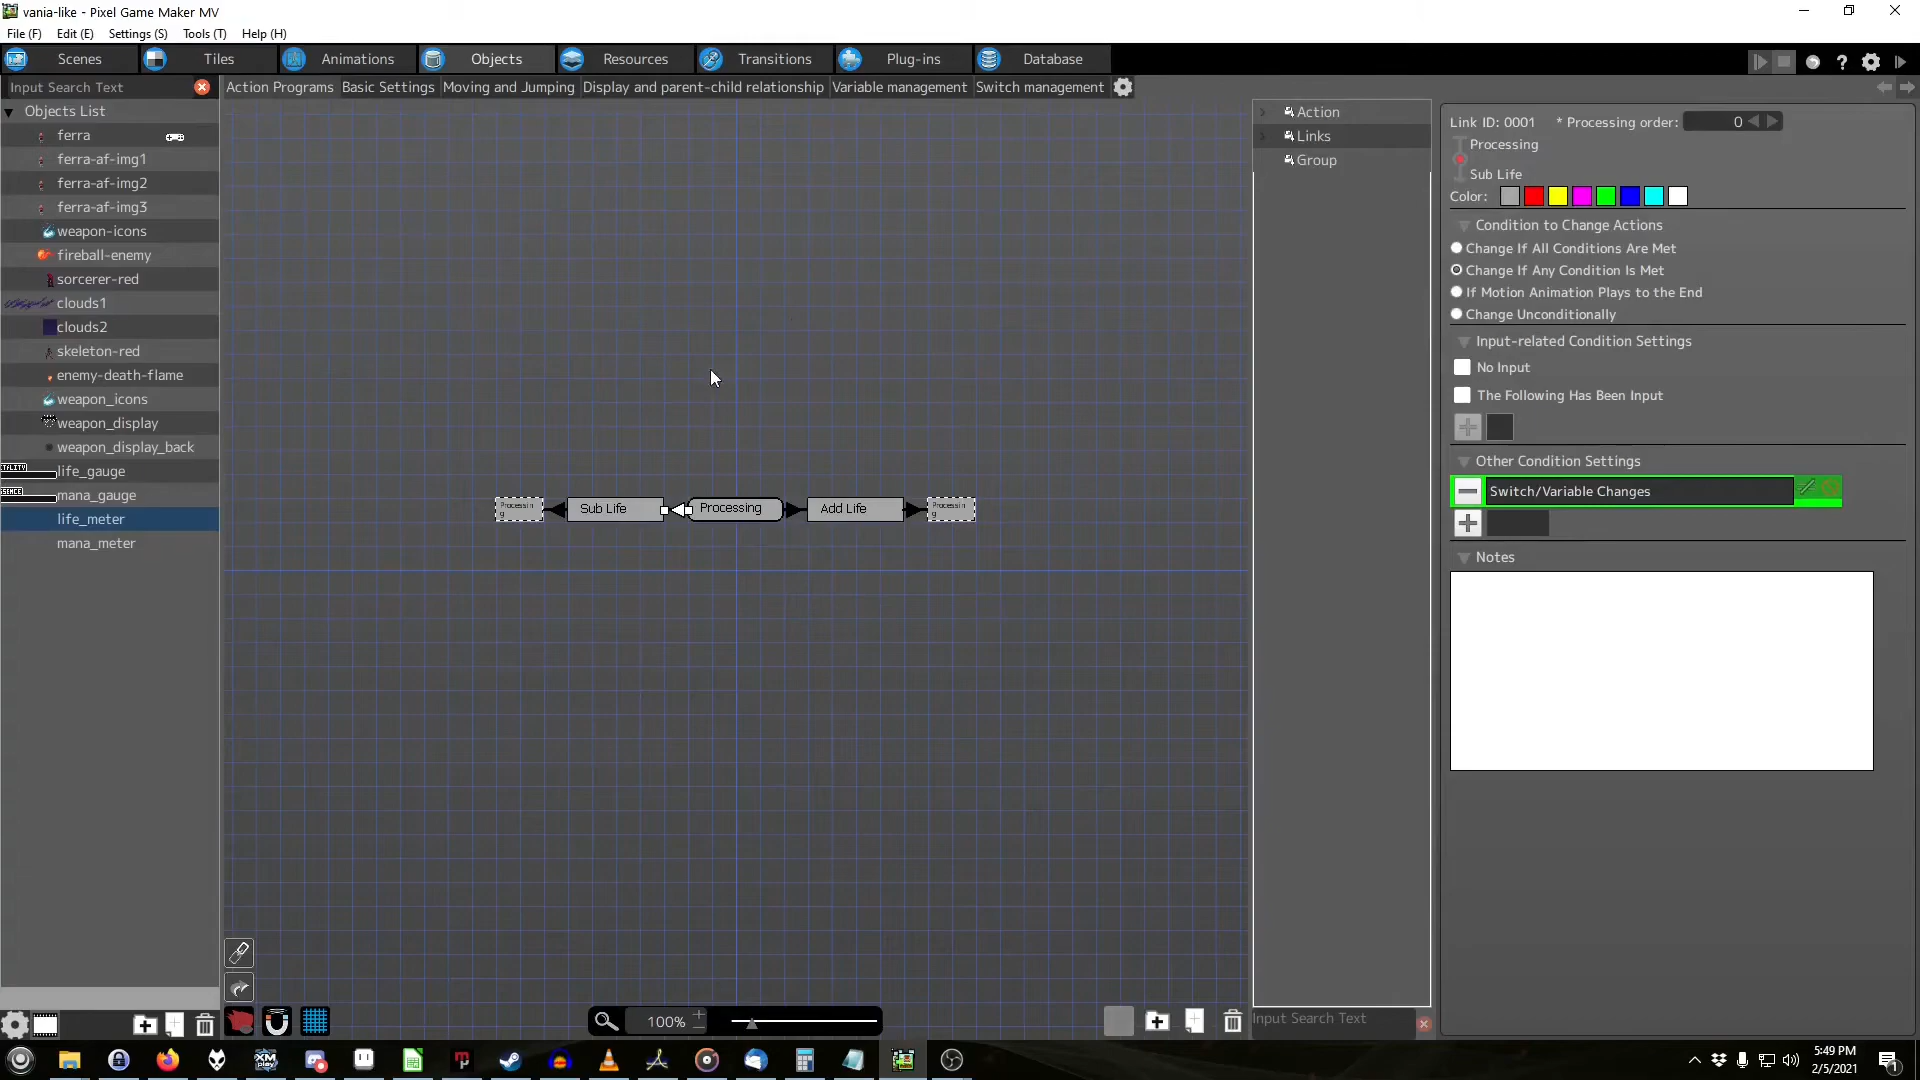 vania-like - Pixel Game Maker MV
File (F) Edit (E) Settings (S) Tools (T) Help (H)
Scenes Tiles Animations Objects Resources Transitions Plug-ins Database
Input Search Text
Action Programs Basic Settings Moving and Jumping Display and parent-child relationship Variable management Switch management
Objects List
ferra
ferra-af-img1
ferra-af-img2
ferra-af-img3
weapon-icons
fireball-enemy
sorcerer-red
clouds1
clouds2
skeleton-red
enemy-death-flame
weapon_icons
weapon_display
weapon_display_back
life_gauge
mana_gauge
life_meter
mana_meter
Processing Sub Life Processing Add Life Processing
100%
Action
Links
Group
Input Search Text
Link ID: 0001 * Processing order: 0
Processing
Sub Life
Color:
Condition to Change Actions
Change If All Conditions Are Met
Change If Any Condition Is Met
If Motion Animation Plays to the End
Change Unconditionally
Input-related Condition Settings
No Input
The Following Has Been Input
Other Condition Settings
Switch/Variable Changes
Notes
5:49 PM
2/5/2021